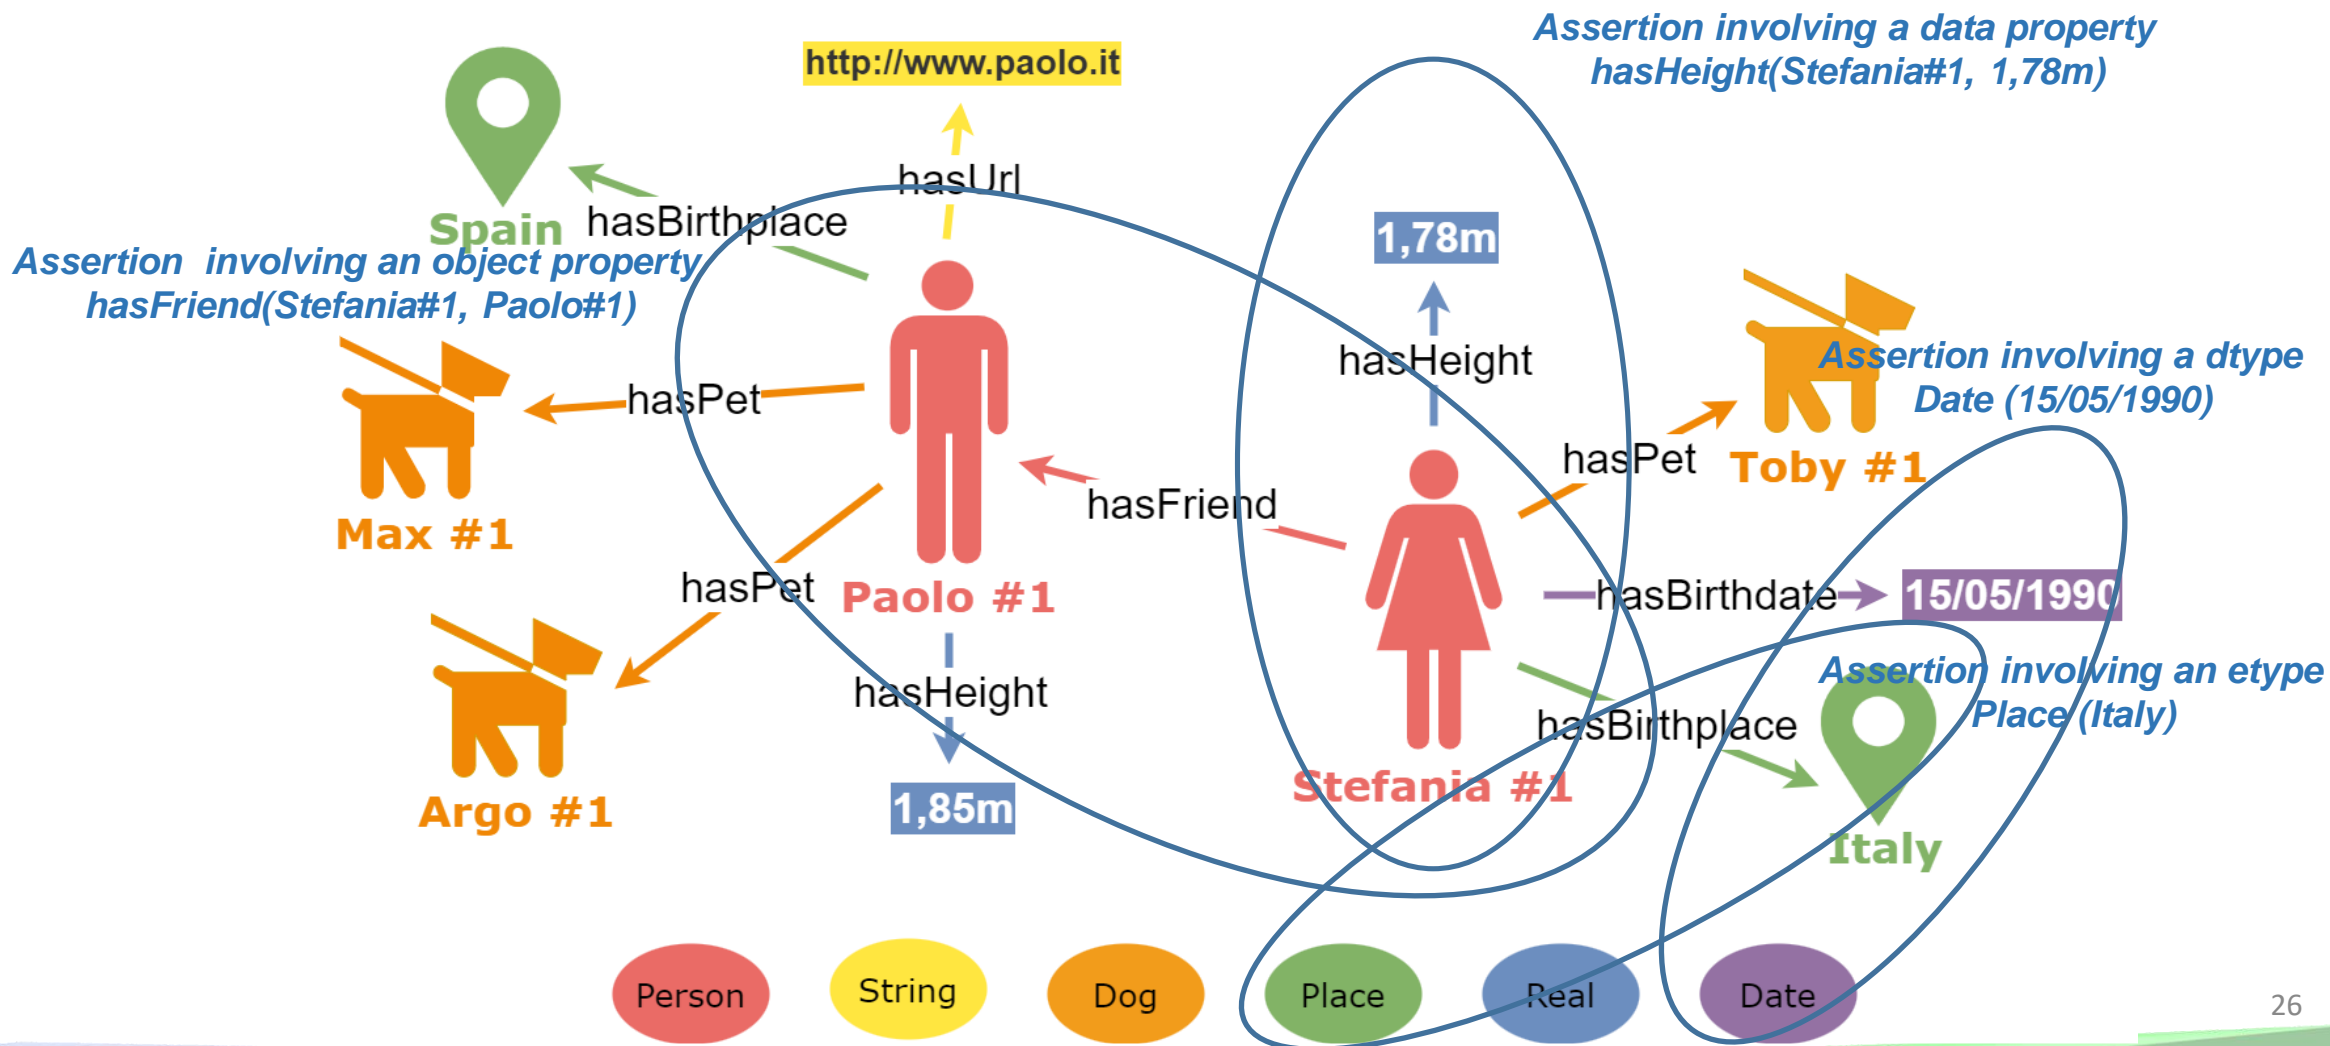 Assertion involving a data property
hasHeight(Stefania#1, 1,78m)
http://www.paolo.it
hasUrl
Spain
hasBirthplace
Assertion involving an object property
hasFriend(Stefania#1, Paolo#1)
1,78m
hasHeight
Assertion involving a dtype
Date (15/05/1990)
hasPet
hasPet
Toby #1
hasFriend
Max #1
hasPet
Paolo #1
hasBirthdate
15/05/1990
Assertion involving an etype
Place (Italy)
hasHeight
hasBirthplace
Stefania #1
Argo #1
1,85m
Italy
Person
String
Dog
Place
Real
Date
26